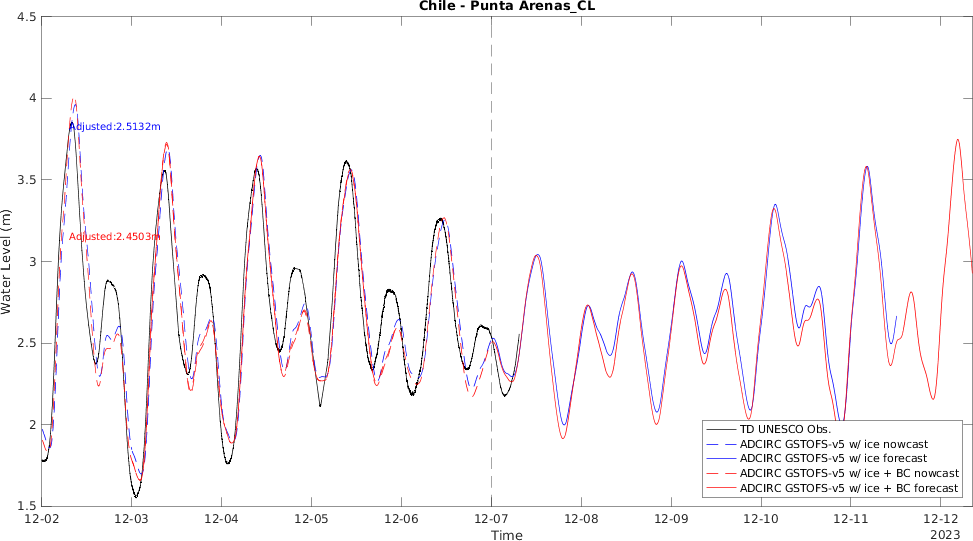 Chile - Punta Arenas_CL
Water Level (m)
4.5
4
3.5
3
2.5
2
1.5
Adjusted:2.5132m
Adjusted:2.4503m
TD UNESCO Obs.
ADCIRC GSTOFS-v5 w/ ice nowcast
ADCIRC GSTOFS-v5 w/ ice forecast
ADCIRC GSTOFS-v5 w/ ice + BC nowcast
ADCIRC GSTOFS-v5 w/ ice + BC forecast
12-02 12-03 12-04 12-05 12-06 12-07 12-08 12-09 12-10 12-11 12-12
2023
Time